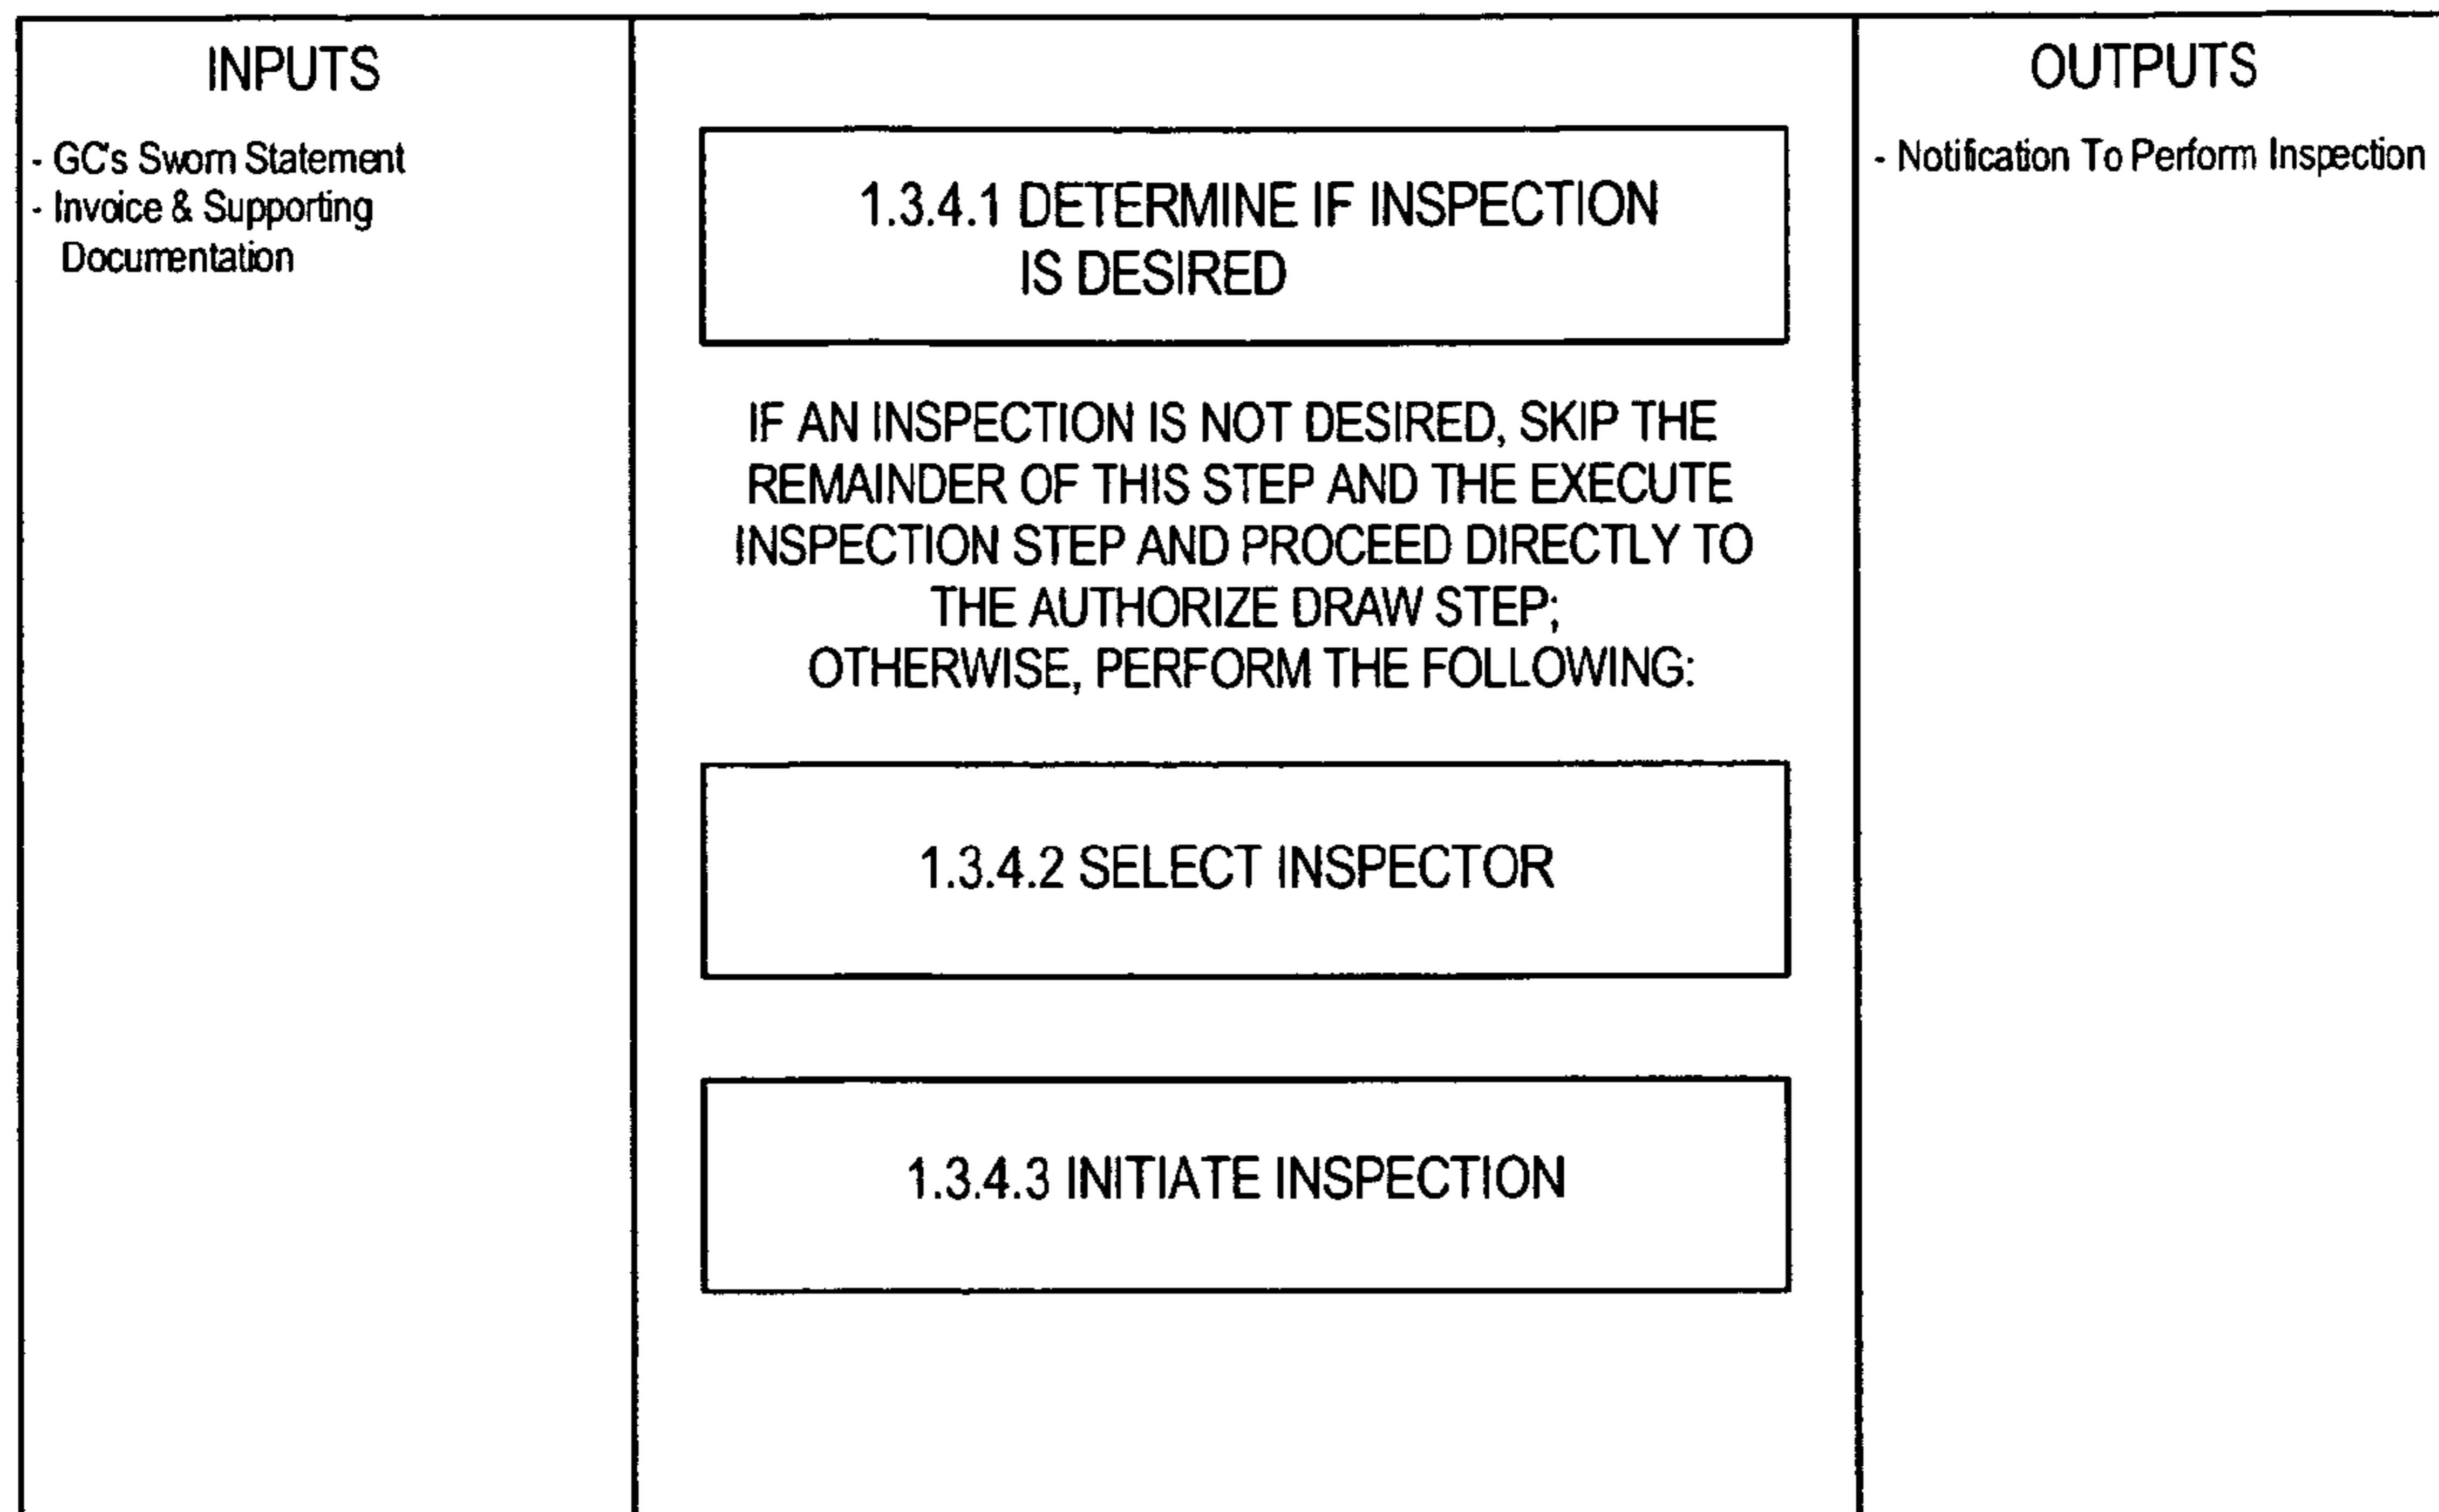 INPUTS
- GC's Sworn Statement
- Invoice & Supporting
Documentation
1.3.4.1 DETERMINE IF INSPECTION
IS DESIRED
IF AN INSPECTION IS NOT DESIRED, SKIP THE
REMAINDER OF THIS STEP AND THE EXECUTE
INSPECTION STEP AND PROCEED DIRECTLY TO
THE AUTHORIZE DRAW STEP;
OTHERWISE, PERFORM THE FOLLOWING:
1.3.4.2 SELECT INSPECTOR
1.3.4.3 INITIATE INSPECTION
OUTPUTS
- Notification To Perform Inspection